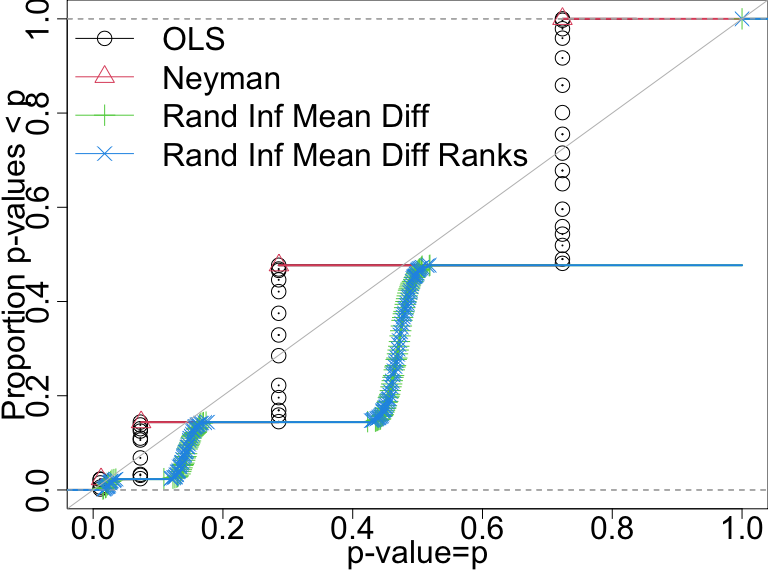 OLS
Neyman
Rand Inf Mean Diff
Rand Inf Mean Diff Ranks
Proportion p-values < p
0.0 0.2 0.4 0.6 0.8 1.0
0.0 0.2 0.4 0.6 0.8 1.0
p-value=p